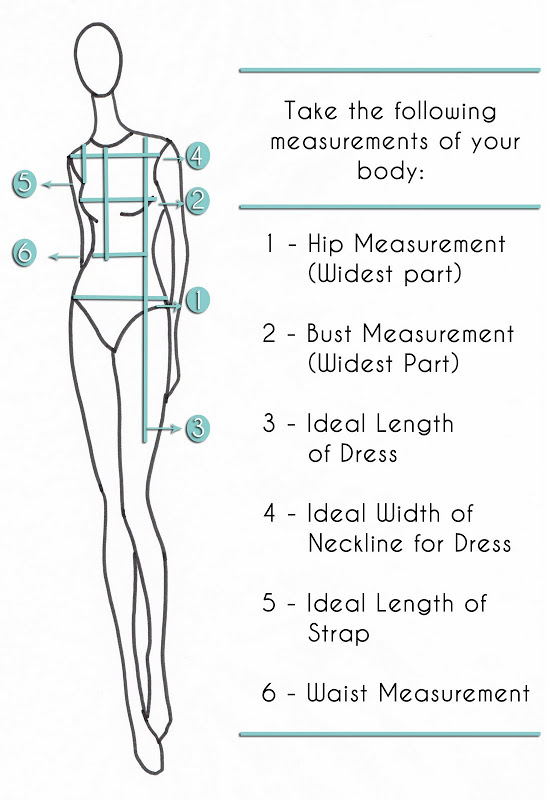 Take the following
measurements of your
body:
1 - Hip Measurement
(Widest part)
2 - Bust Measurement
(Widest Part)
3 - Ideal Length
of Dress
4 - Ideal Width of
Neckline for Dress
5 - Ideal Length of
Strap
6 - Waist Measurement
4
5
2
6
1
3